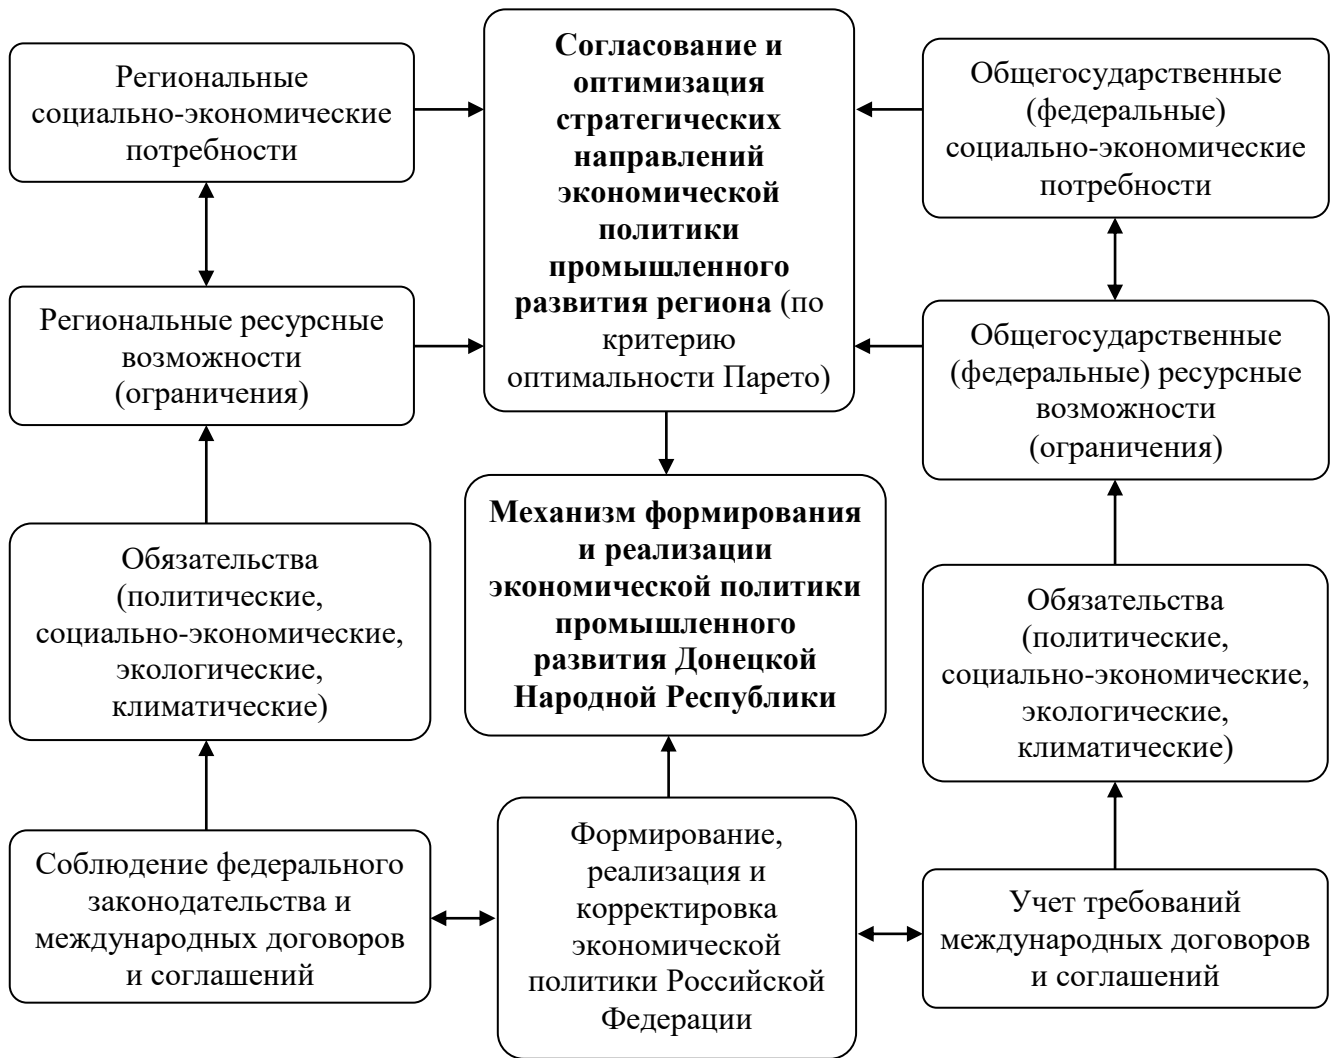 Региональные
социально-экономические
потребности
Согласование и
оптимизация
стратегических
направлений
экономической
политики
промышленного
развития региона (по
критерию
оптимальности Парето)
Общегосударственные
(федеральные)
социально-экономические
потребности
Региональные ресурсные
возможности
(ограничения)
Общегосударственные
(федеральные) ресурсные
возможности
(ограничения)
Механизм формирования
и реализации
экономической политики
промышленного
развития Донецкой
Народной Республики
Обязательства
(политические,
социально-экономические,
экологические,
климатические)
Обязательства
(политические,
социально-экономические,
экологические,
климатические)
Соблюдение федерального
законодательства и
международных договоров
и соглашений
Формирование,
реализация и
корректировка
экономической
политики Российской
Федерации
Учет требований
международных договоров
и соглашений